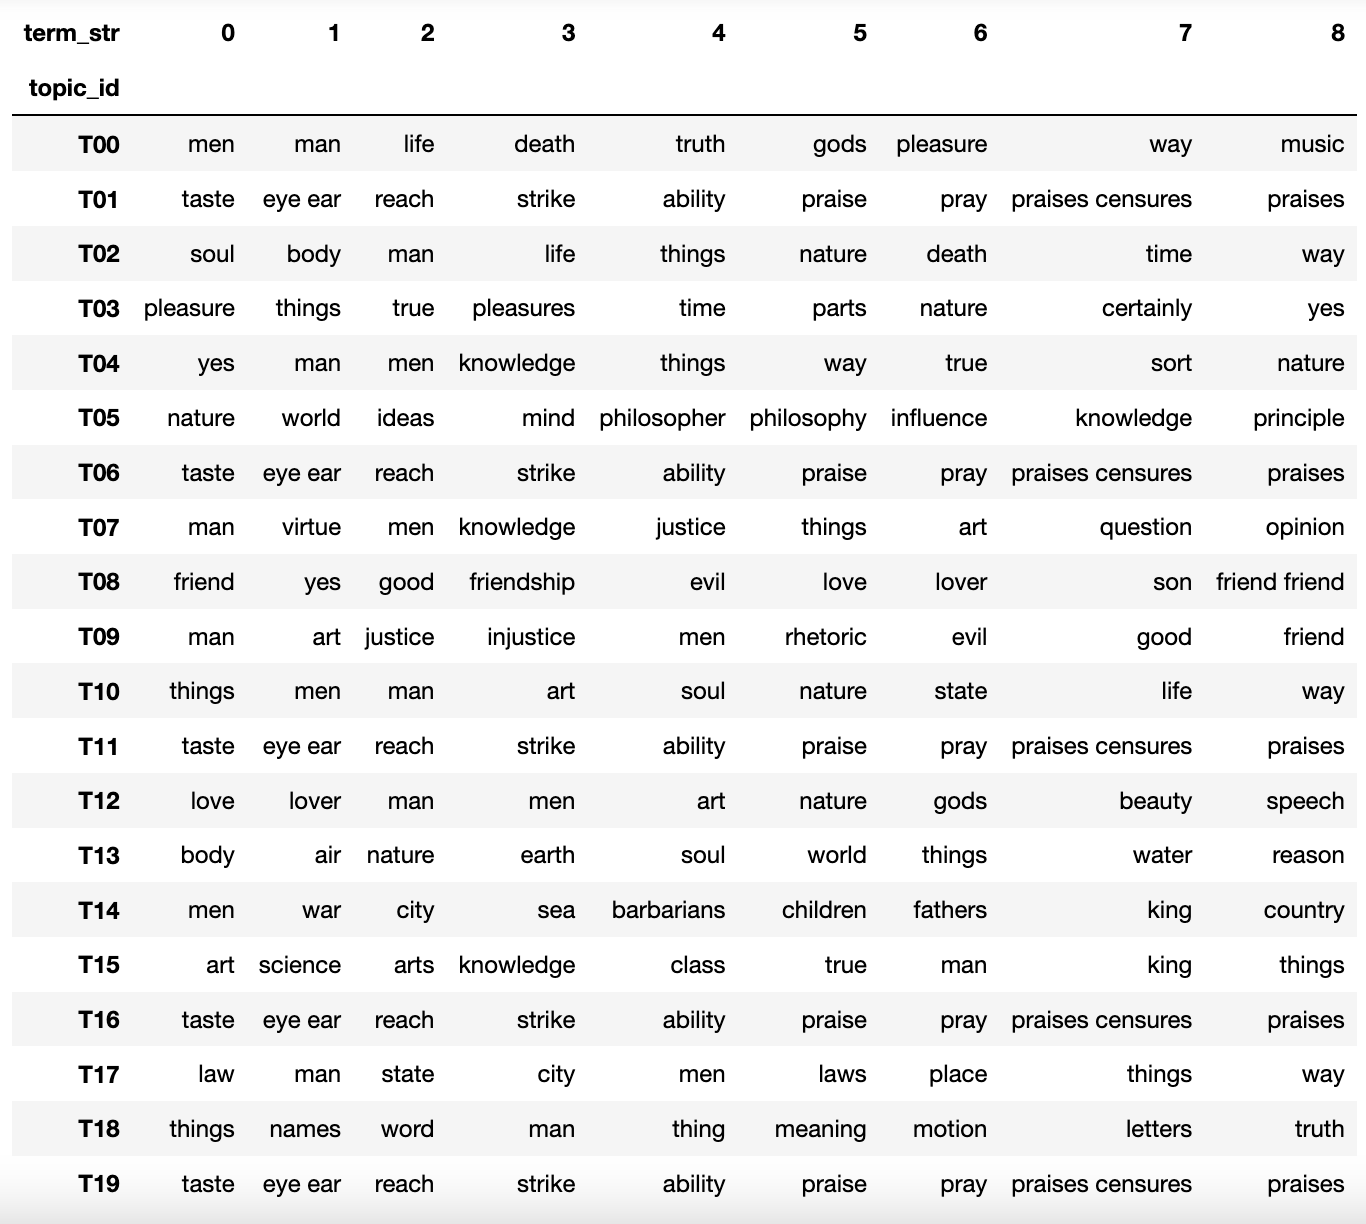 term_str 0 1 2 3 4 5 6 7 8
topic_id
T00 men man life death truth gods pleasure way music
T01 taste eye ear reach strike ability praise pray praises censures praises
T02 soul body man life things nature death time way
T03 pleasure things true pleasures time parts nature certainly yes
T04 yes man men knowledge things way true sort nature
T05 nature world ideas mind philosopher philosophy influence knowledge principle
T06 taste eye ear reach strike ability praise pray praises censures praises
T07 man virtue men knowledge justice things art question opinion
T08 friend yes good friendship evil love lover son friend friend
T09 man art justice injustice men rhetoric evil good friend
T10 things men man art soul nature state life way
T11 taste eye ear reach strike ability praise pray praises censures praises
T12 love lover man men art nature gods beauty speech
T13 body air nature earth soul world things water reason
T14 men war city sea barbarians children fathers king country
T15 art science arts knowledge class true man king things
T16 taste eye ear reach strike ability praise pray praises censures praises
T17 law man state city men laws place things way
T18 things names word man thing meaning motion letters truth
T19 taste eye ear reach strike ability praise pray praises censures praises